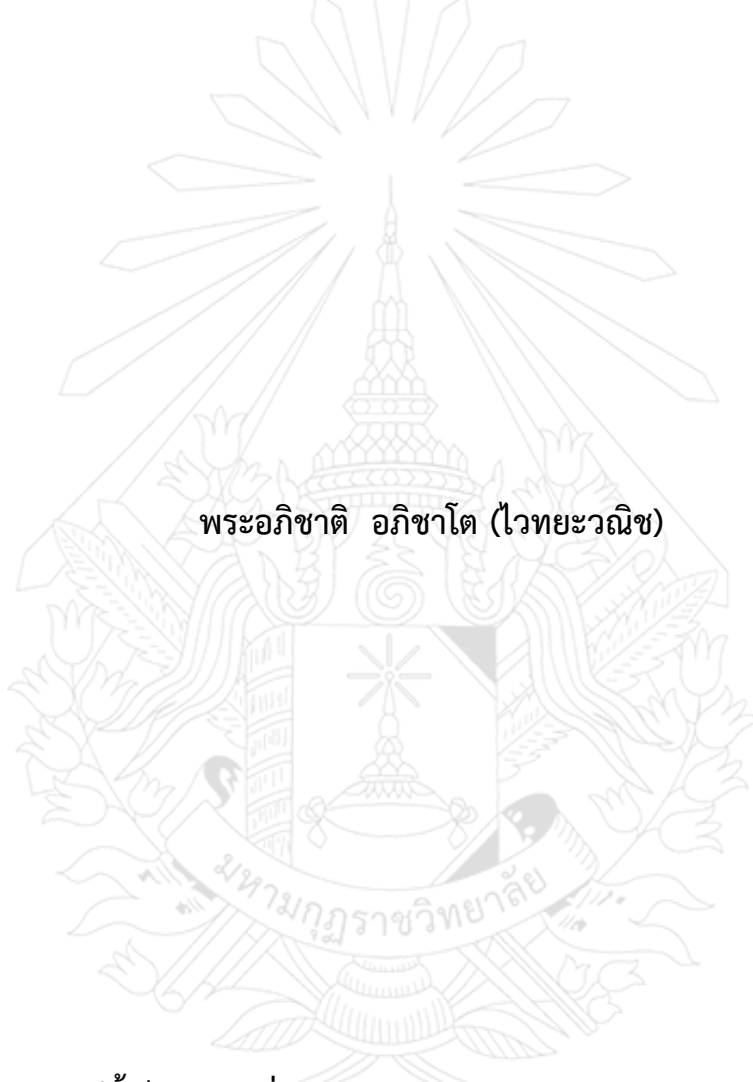 พระอภิชาติ  อภิชาโต (ไวทยะวณิช)
มหามกุฏราชวิทยาลัย